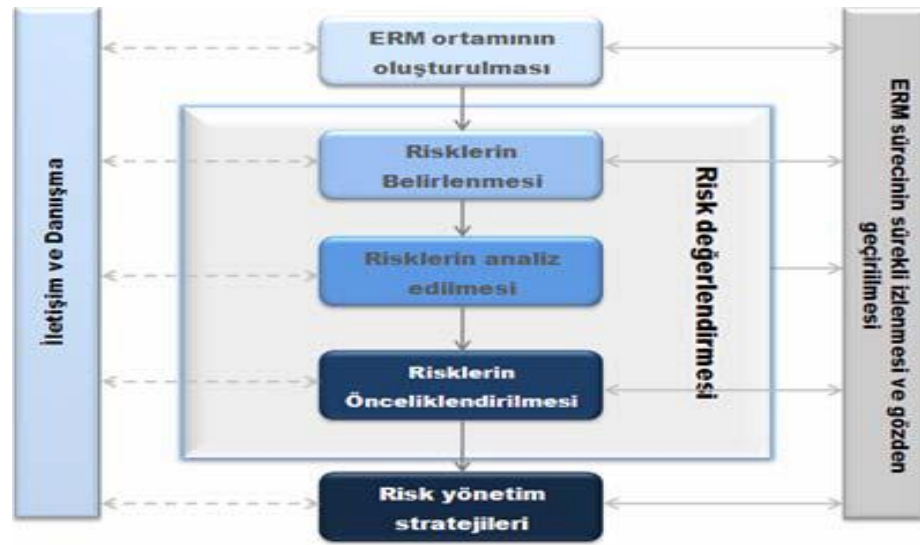 ERM ortamının
oluşturulması
Risklerin
Belirlenmesi
Risklerin analiz
edilmesi
Risklerin
Önceliklendirilmesi
Risk yönetim
stratejileri
İletişim ve Danıışma
Risk değerlendirmesi
ERM sürecinin sürekli izlenmesi ve gözden
geçirilmesi